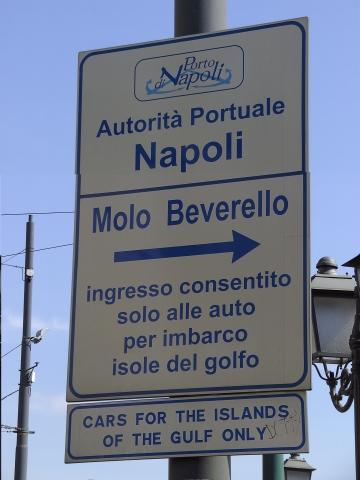 Porto
di Napoli
Autorità Portuale
Napoli
Molo Beverello
ingresso consentito
solo alle auto
per imbarco
isole del golfo
CARS FOR THE ISLANDS
OF THE GULF ONLY